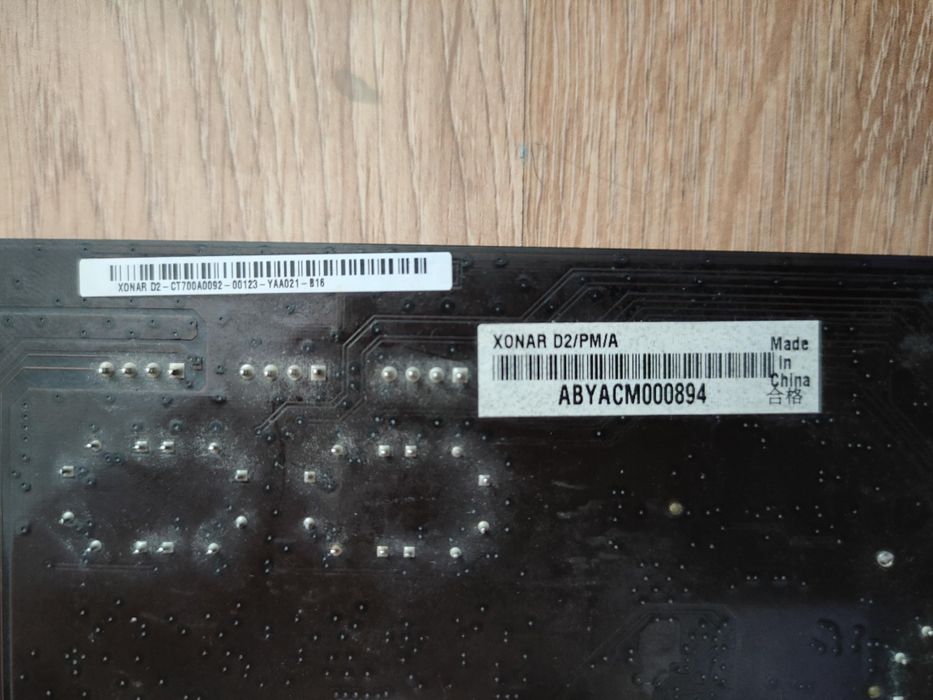 XONAR D2-CT700A0092-00123-YAA021-B16
XONAR D2/PM/A
ABYACM000894
Made
in
China
合格